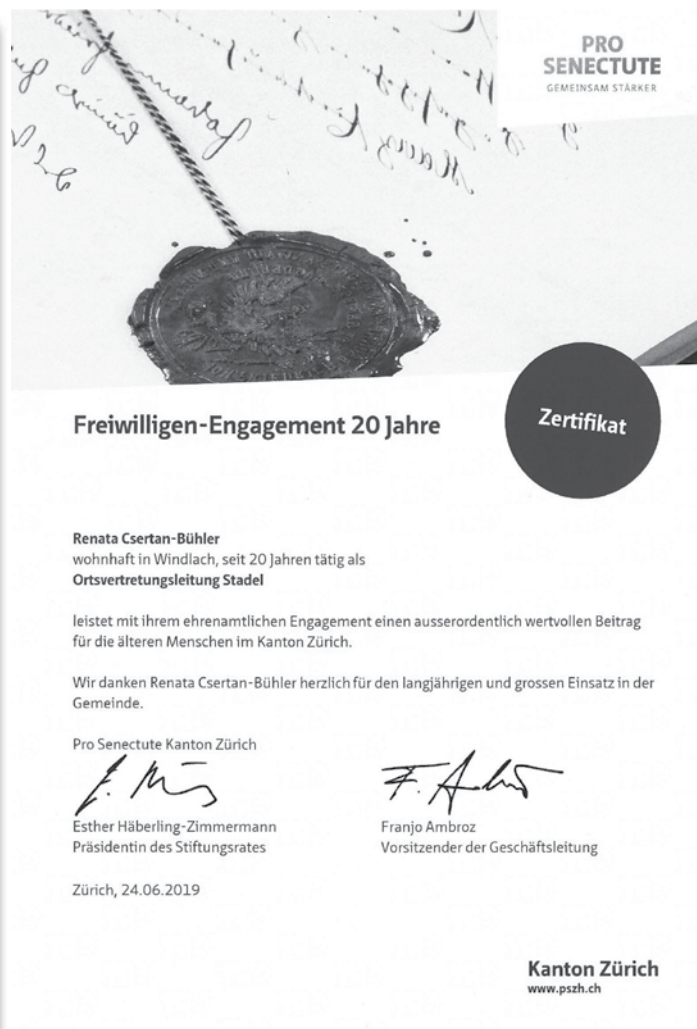 PRO
SENECTUTE
GEMEINSAM STÄRKER
Zertifikat
Freiwilligen-Engagement 20 Jahre
Renata Csertan-Bühler
wohnhaft in Windlach, seit 20 Jahren tätig als
Ortsvertretungsleitung Stadel
leistet mit ihrem ehrenamtlichen Engagement einen ausserordentlich wertvollen Beitrag
für die älteren Menschen im Kanton Zürich.
Wir danken Renata Csertan-Bühler herzlich für den langjährigen und grossen Einsatz in der
Gemeinde.
Pro Senectute Kanton Zürich
Esther Häberling-Zimmermann
Präsidentin des Stiftungsrates
Franjo Ambroz
Vorsitzender der Geschäftsleitung
Zürich, 24.06.2019
Kanton Zürich
www.pszh.ch